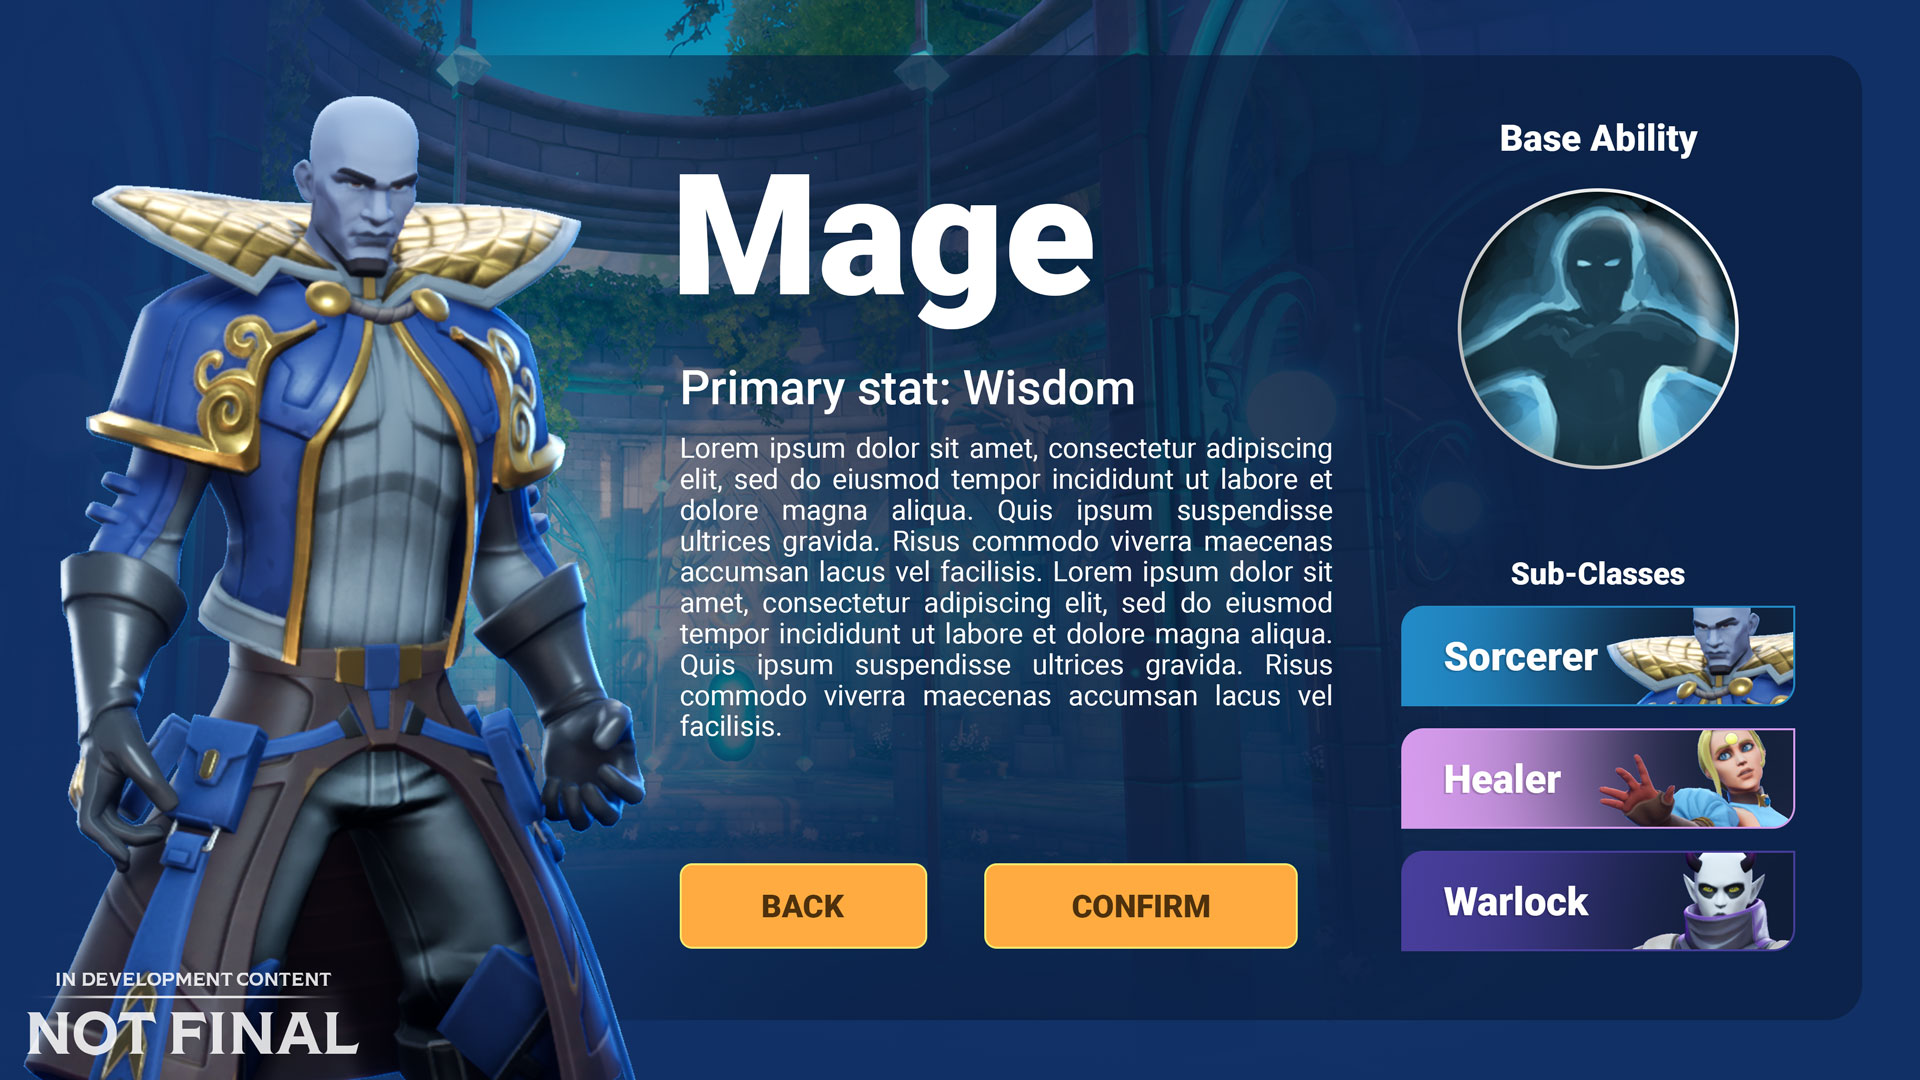 Mage
Primary stat: Wisdom
Lorem ipsum dolor sit amet, consectetur adipiscing
elit, sed do eiusmod tempor incididunt ut labore et
dolore magna aliqua. Quis ipsum suspendisse
ultrices gravida. Risus commodo viverra maecenas
accumsan lacus vel facilisis. Lorem ipsum dolor sit
amet, consectetur adipiscing elit, sed do eiusmod
tempor incididunt ut labore et dolore magna aliqua.
Quis ipsum suspendisse ultrices gravida. Risus
commodo viverra maecenas accumsan lacus vel
facilisis.
BACK
CONFIRM
Base Ability
Sub-Classes
Sorcerer
Healer
Warlock
IN DEVELOPMENT CONTENT
NOT FINAL